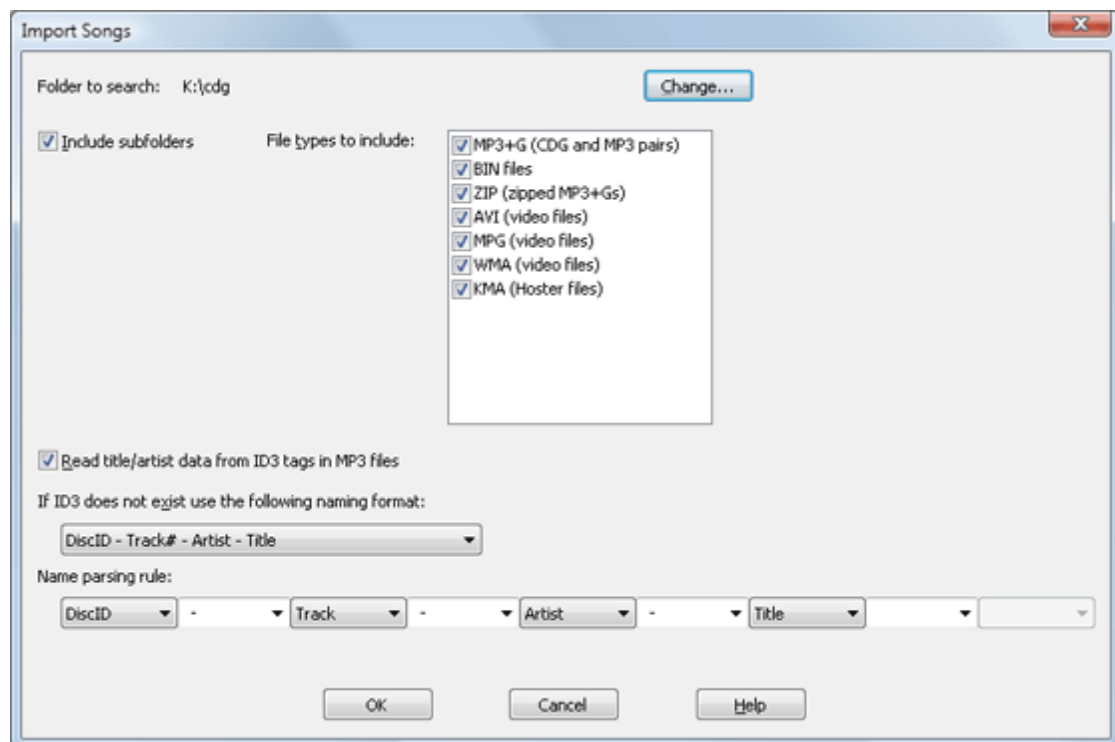 Import Songs
Folder to search: K:\cdg Change...
Include subfolders File types to include:
MP3+G (CDG and MP3 pairs)
BIN files
ZIP (zipped MP3+Gs)
AVI (video files)
MPG (video files)
WMA (video files)
KMA (Hoster files)
Read title/artist data from ID3 tags in MP3 files
If ID3 does not exist use the following naming format:
DiscID - Track# - Artist - Title
Name parsing rule:
DiscID - Track - Artist - Title
OK Cancel Help